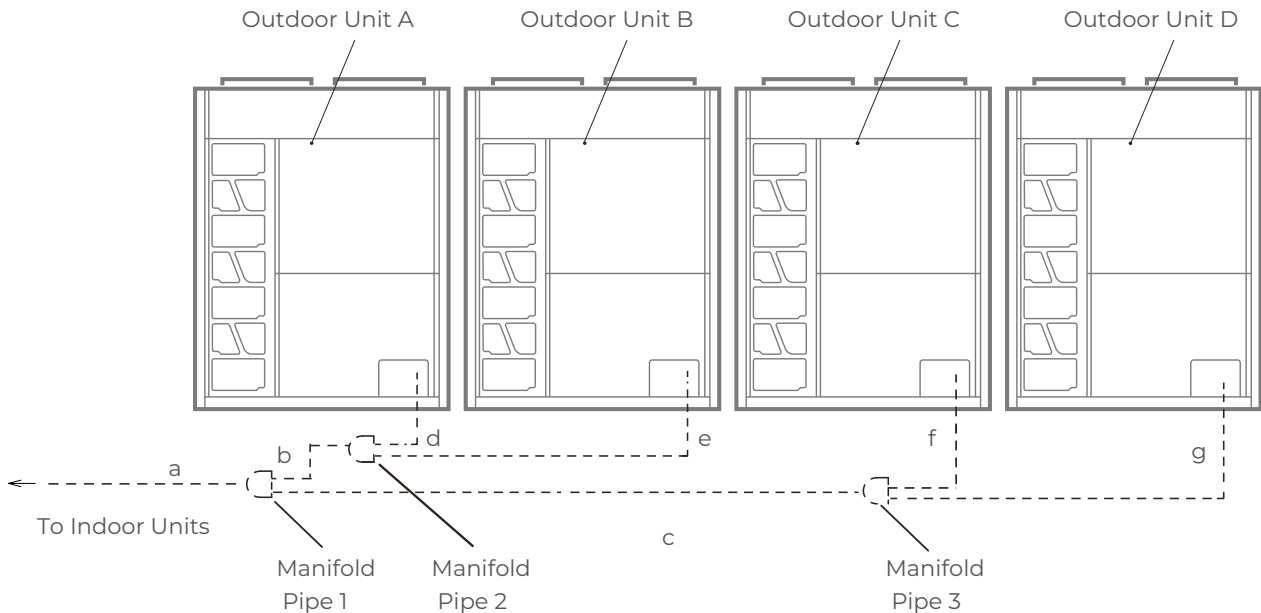 Outdoor Unit A
Outdoor Unit B
Outdoor Unit C
Outdoor Unit D
d
e
f
g
b
a
To Indoor Units
c
Manifold
Pipe 1
Manifold
Pipe 2
Manifold
Pipe 3